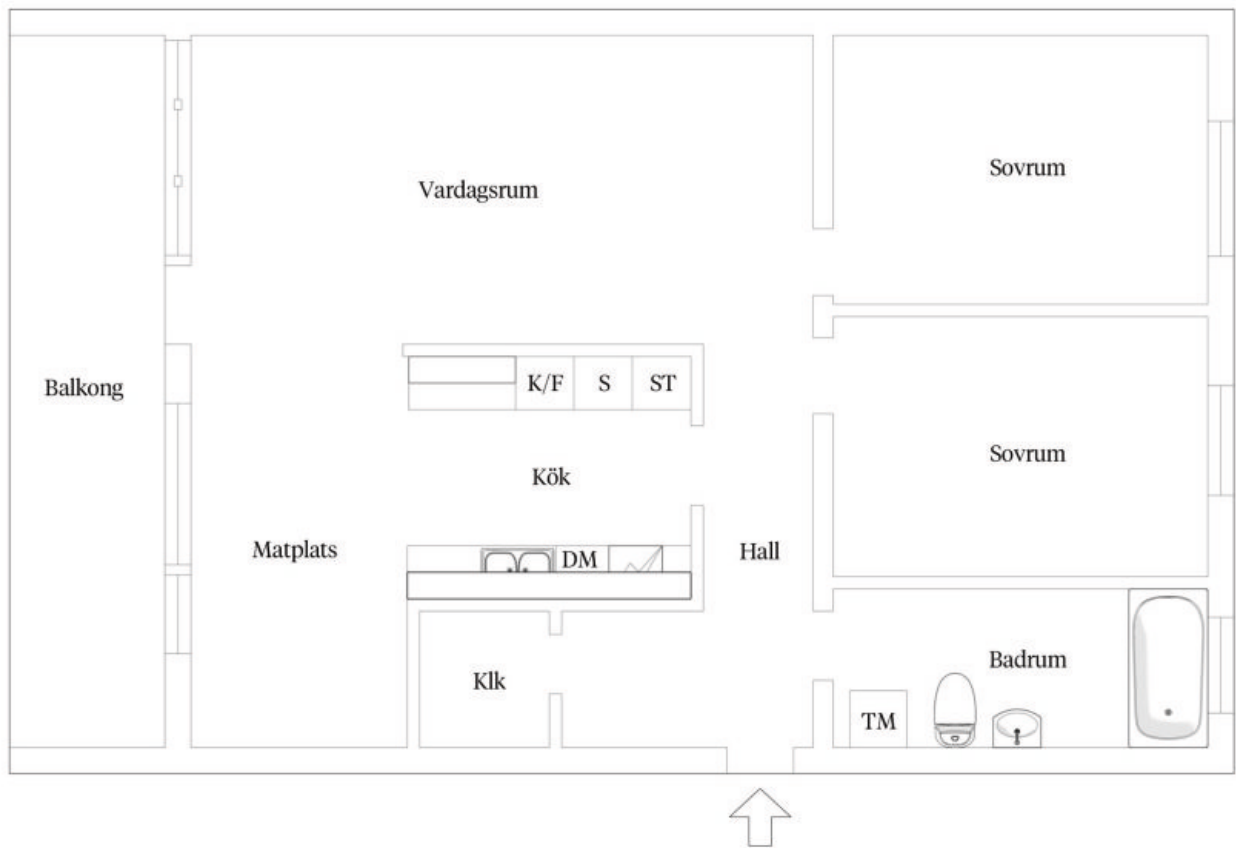 Sovrum
Vardagsrum
Balkong
K/F
S
ST
Kök
Sovrum
Matplats
DM
Hall
Klk
Badrum
TM